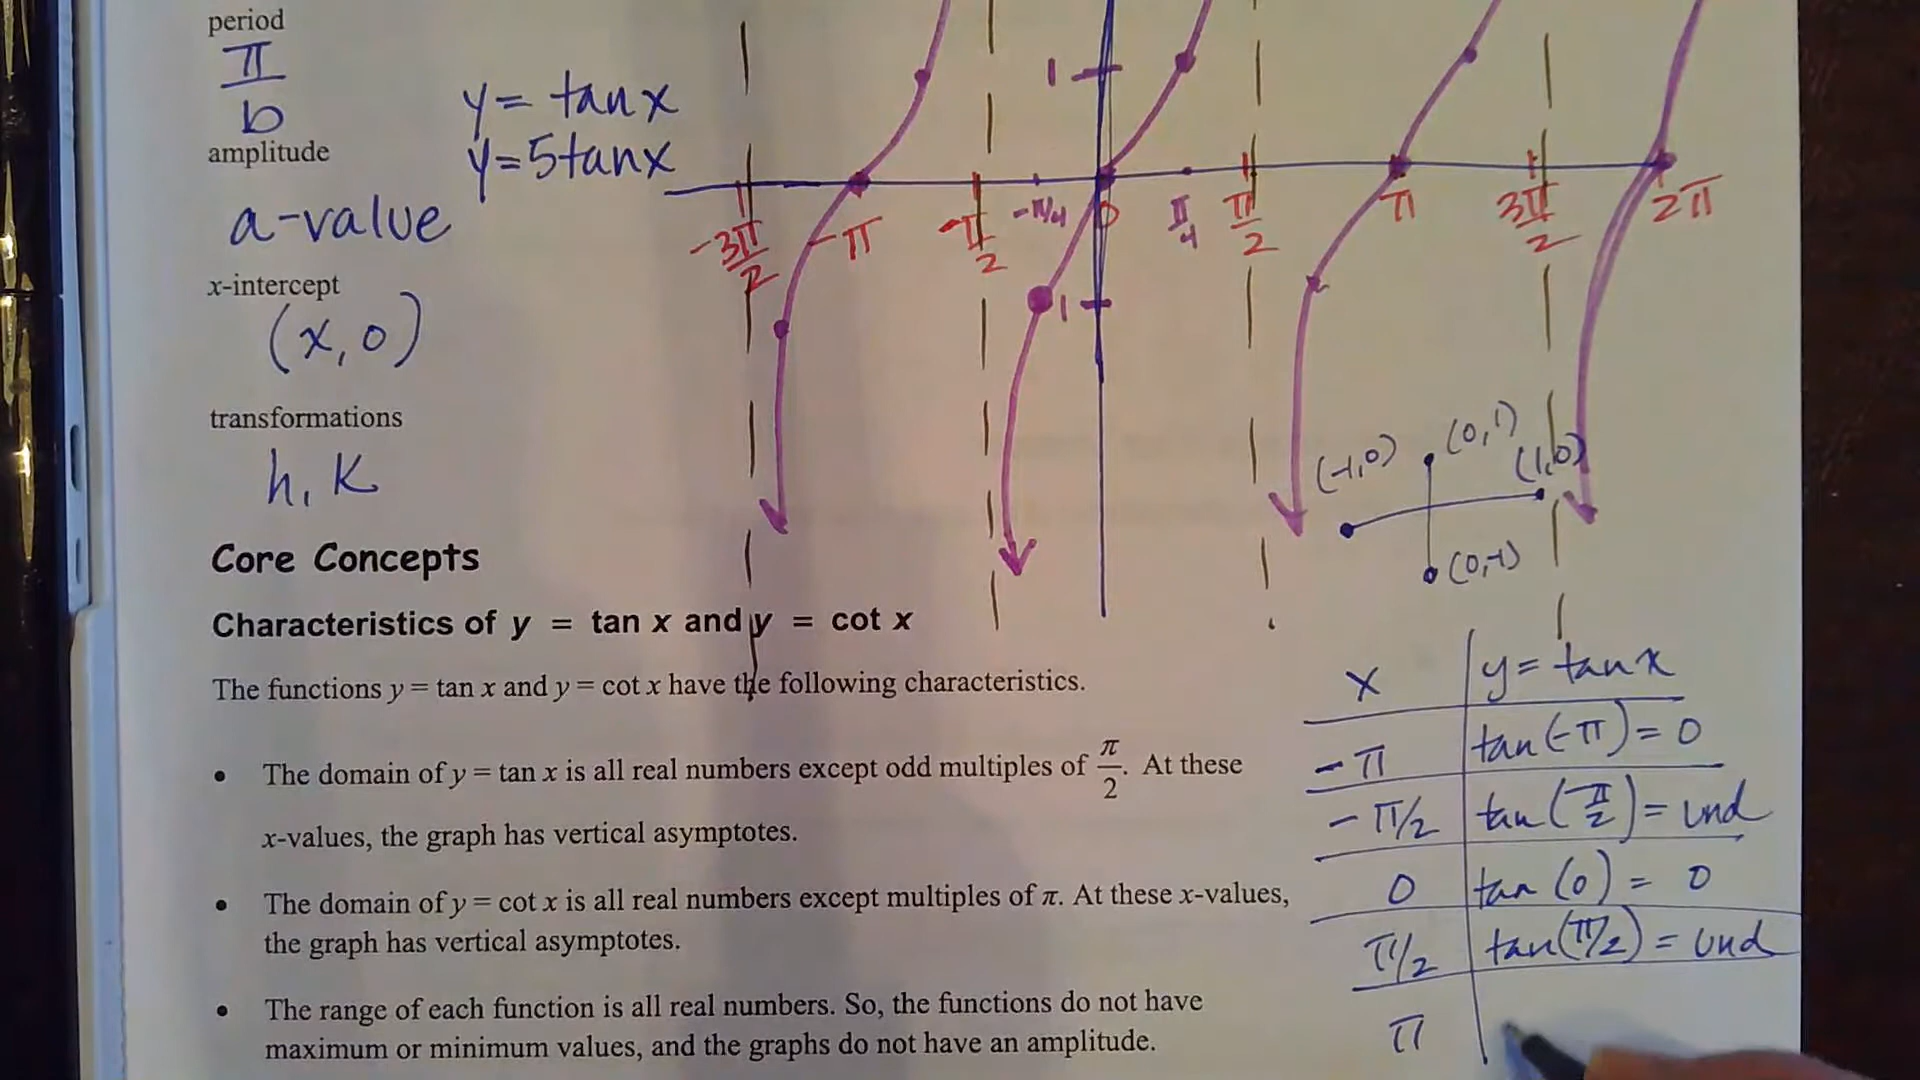 period
π
b
y = tan x
y = 5tanx
amplitude
a-value
x-intercept
(x, 0)
transformations
h, K
1
-3π/2
-π
-π/2
-π/4
0
π/4
π/2
π
3π/2
2π
1
(-1,0)
(0,1)
(1,0)
(0,-1)
Core Concepts
Characteristics of y = tan x and y = cot x
The functions y = tan x and y = cot x have the following characteristics.
• The domain of y = tan x is all real numbers except odd multiples of π/2. At these
x-values, the graph has vertical asymptotes.
• The domain of y = cot x is all real numbers except multiples of π. At these x-values,
the graph has vertical asymptotes.
• The range of each function is all real numbers. So, the functions do not have
maximum or minimum values, and the graphs do not have an amplitude.
x y = tan x
-π tan(-π) = 0
-π/2 tan(π/2) = und
0 tan(0) = 0
π/2 tan(π/2) = und
π